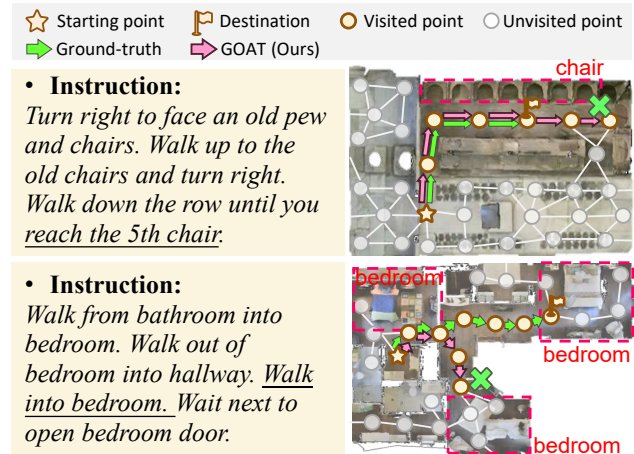 Starting point Destination Visited point Unvisited point
Ground-truth GOAT (Ours)
• Instruction:
Turn right to face an old pew
and chairs. Walk up to the
old chairs and turn right.
Walk down the row until you
reach the 5th chair.
chair
• Instruction:
Walk from bathroom into
bedroom. Walk out of
bedroom into hallway. Walk
into bedroom. Wait next to
open bedroom door.
bedroom
bedroom
bedroom